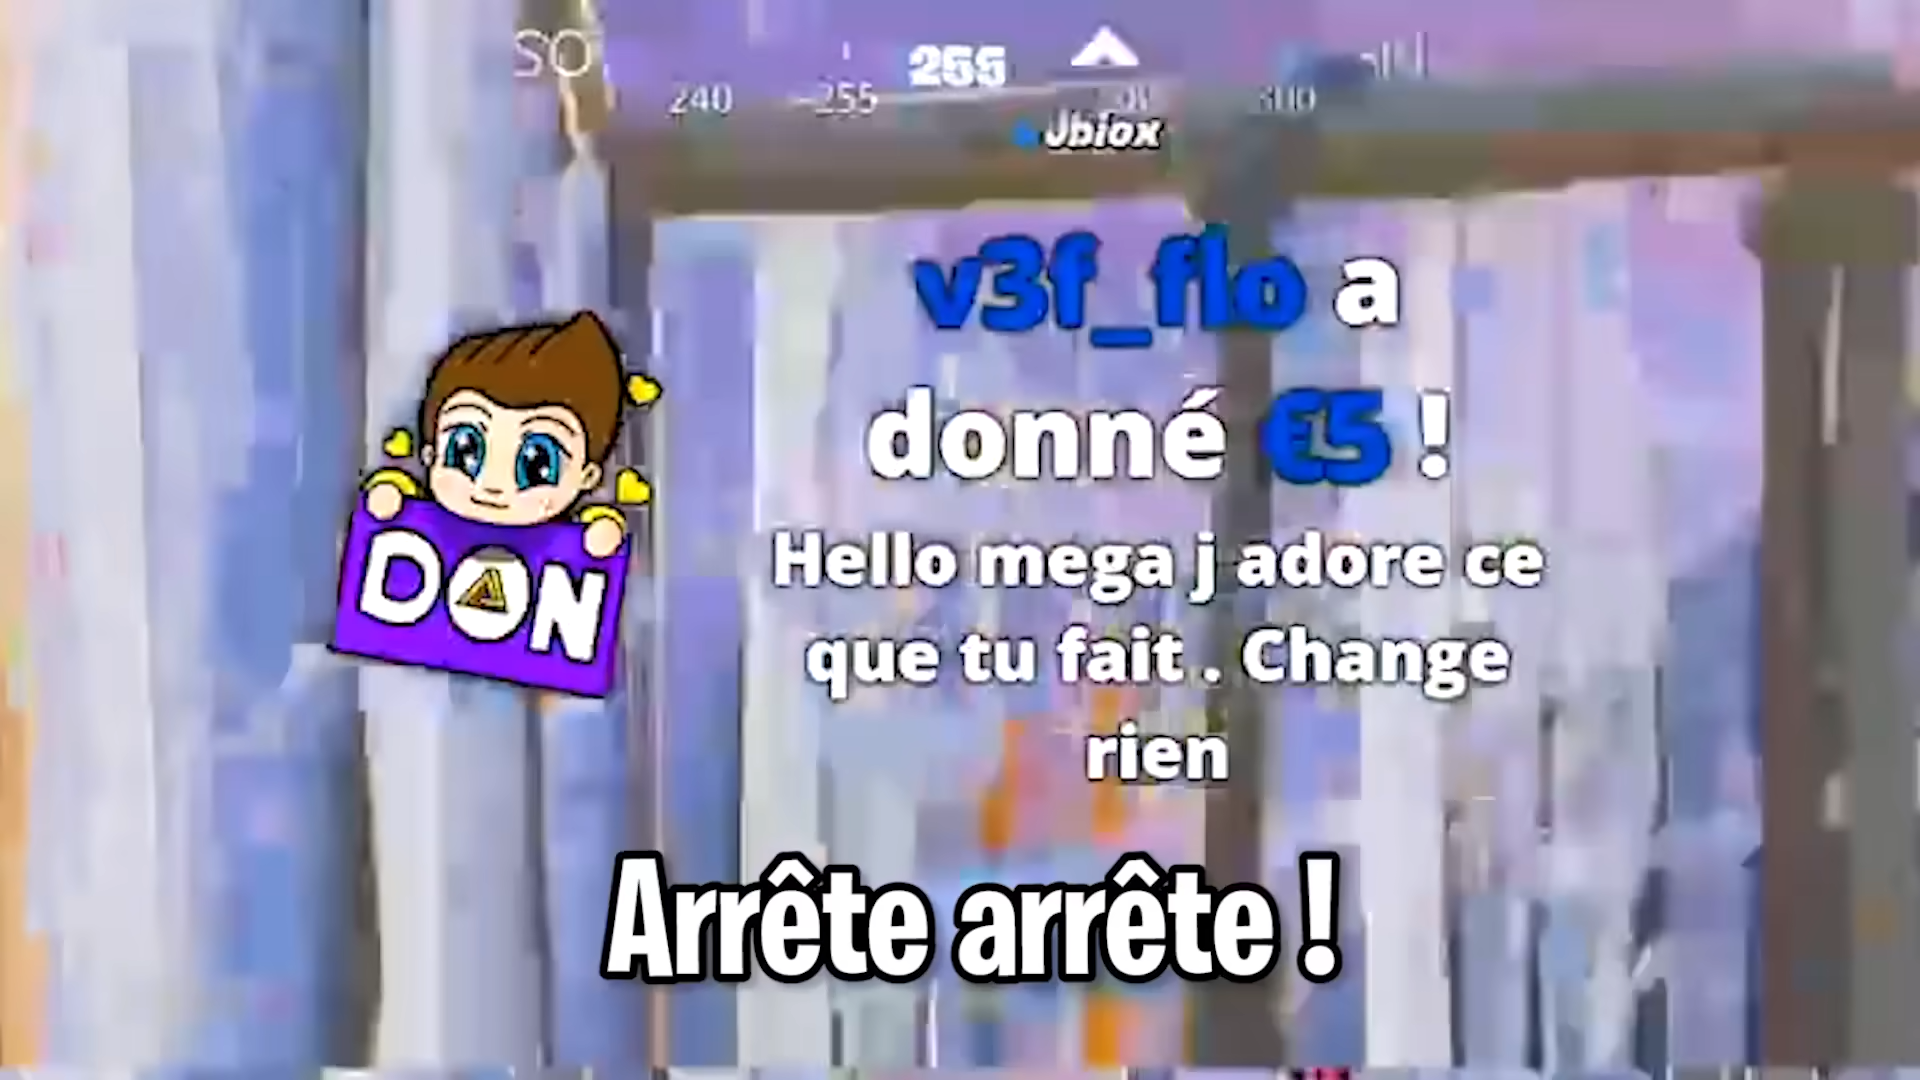 SO
255
240 255 300
Jbiox
v3f_flo a
donné €5 !
DON
Hello mega j adore ce
que tu fait . Change
rien
Arrête arrête !